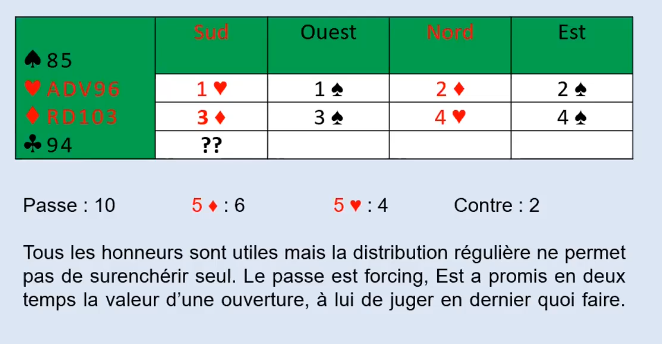 Sud Ouest Nord Est
♠ 85
♥ ADV96 1 ♥ 1 ♠ 2 ♦ 2 ♠
♦ RD103 3 ♦ 3 ♠ 4 ♥ 4 ♠
♣ 94 ??
Passe : 10 5 ♦ : 6 5 ♥ : 4 Contre : 2
Tous les honneurs sont utiles mais la distribution régulière ne permet
pas de surenchérir seul. Le passe est forcing, Est a promis en deux
temps la valeur d’une ouverture, à lui de juger en dernier quoi faire.